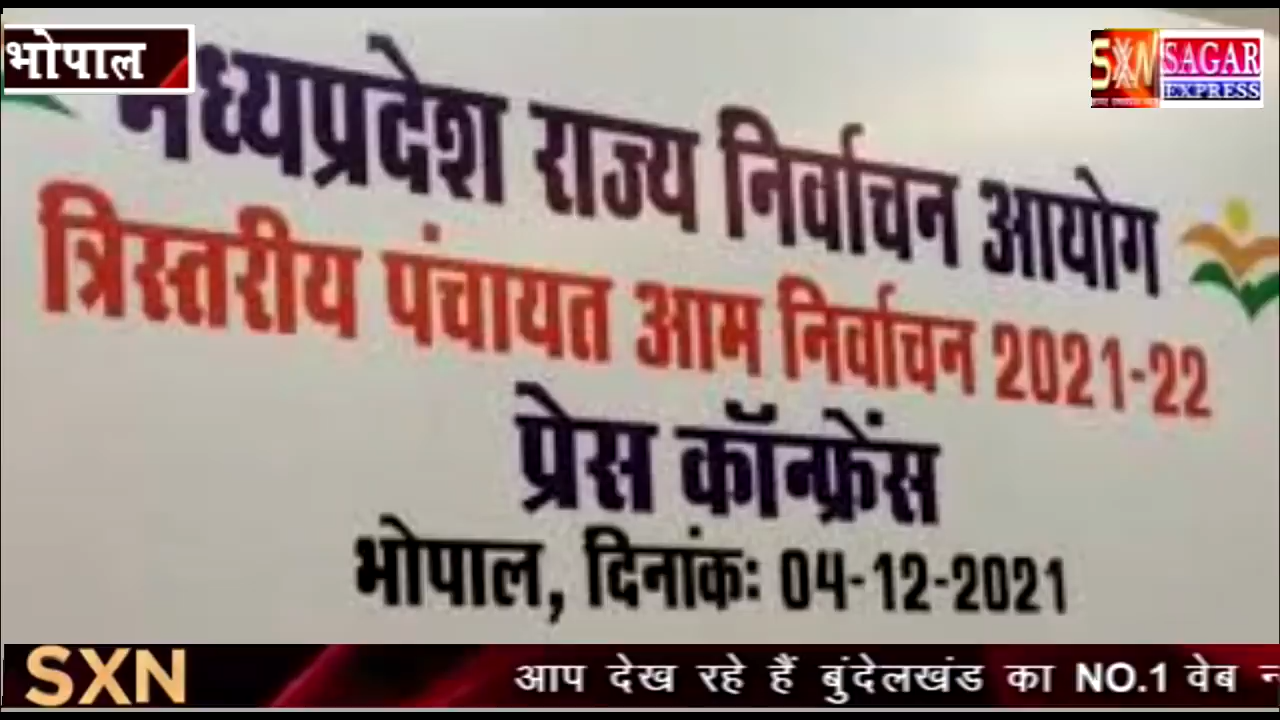 भोपाल
SXN SAGAR
EXPRESS
मध्यप्रदेश राज्य निर्वाचन आयोग
त्रिस्तरीय पंचायत आम निर्वाचन 2021-22
प्रेस कॉन्फ्रेंस
भोपाल, दिनांकः 04-12-2021
SXN
आप देख रहे हैं बुंदेलखंड का NO.1 वेब